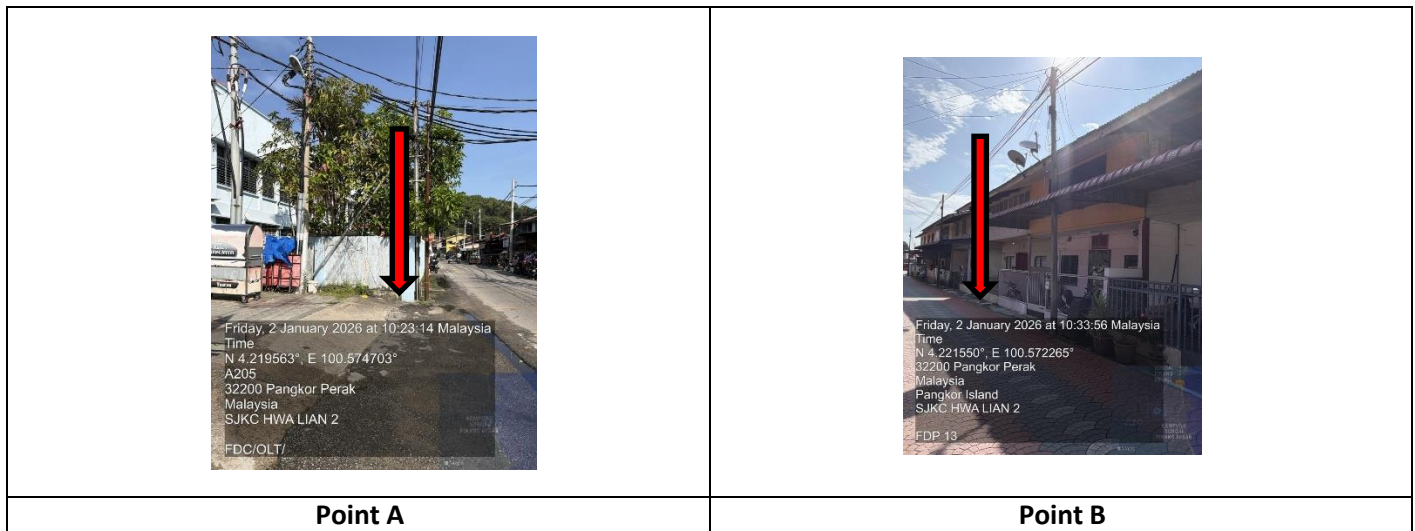 Friday, 2 January 2026 at 10:23:14 Malaysia
Time
N 4.219563°, E 100.574703°
A205
32200 Pangkor Perak
Malaysia
SJKC HWA LIAN 2
FDC/OLT/
Friday, 2 January 2026 at 10:33:56 Malaysia
Time
N 4.221550°, E 100.572265°
32200 Pangkor Perak
Malaysia
Pangkor Island
SJKC HWA LIAN 2
FDP 13
Point A
Point B